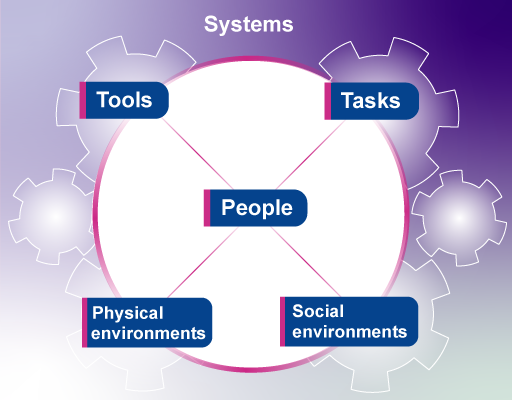 Systems
Tools
Tasks
People
Physical
environments
Social
environments